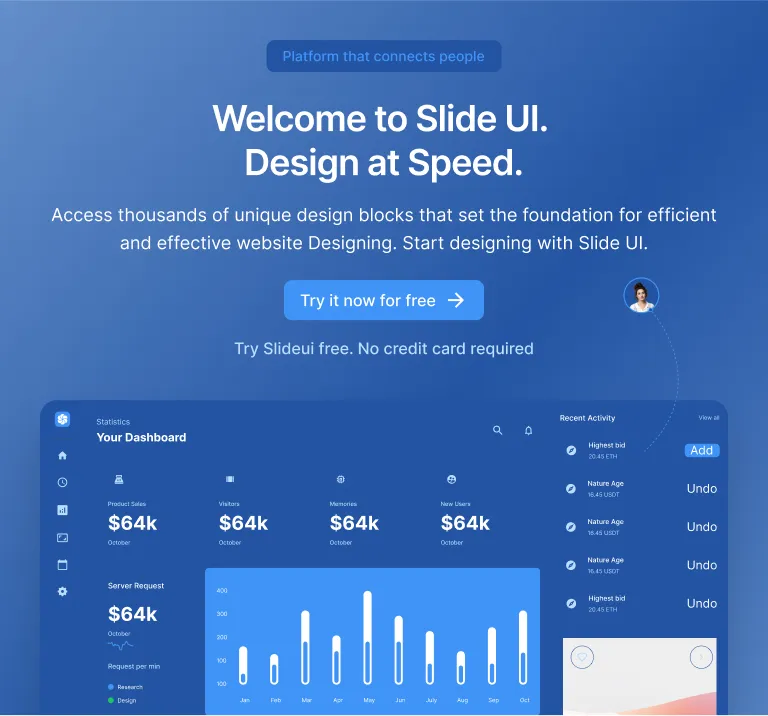 Platform that connects people
Welcome to Slide UI.
Design at Speed.
Access thousands of unique design blocks that set the foundation for efficient
and effective website Designing. Start designing with Slide UI.
Try it now for free
Try Slideui free. No credit card required
Statistics
Your Dashboard
Product Sales
$64k
October
Visitors
$64k
October
Memories
$64k
October
New Users
$64k
October
Server Request
$64k
October
Request per min
Research
Design
400
300
200
100
100
Jan Feb Mar Apr May Jun July Aug Sep Oct
Recent Activity
View all
Highest bid
20.45 ETH
Add
Nature Age
16.45 USDT
Undo
Nature Age
16.45 USDT
Undo
Nature Age
16.45 USDT
Undo
Highest bid
20.45 ETH
Undo